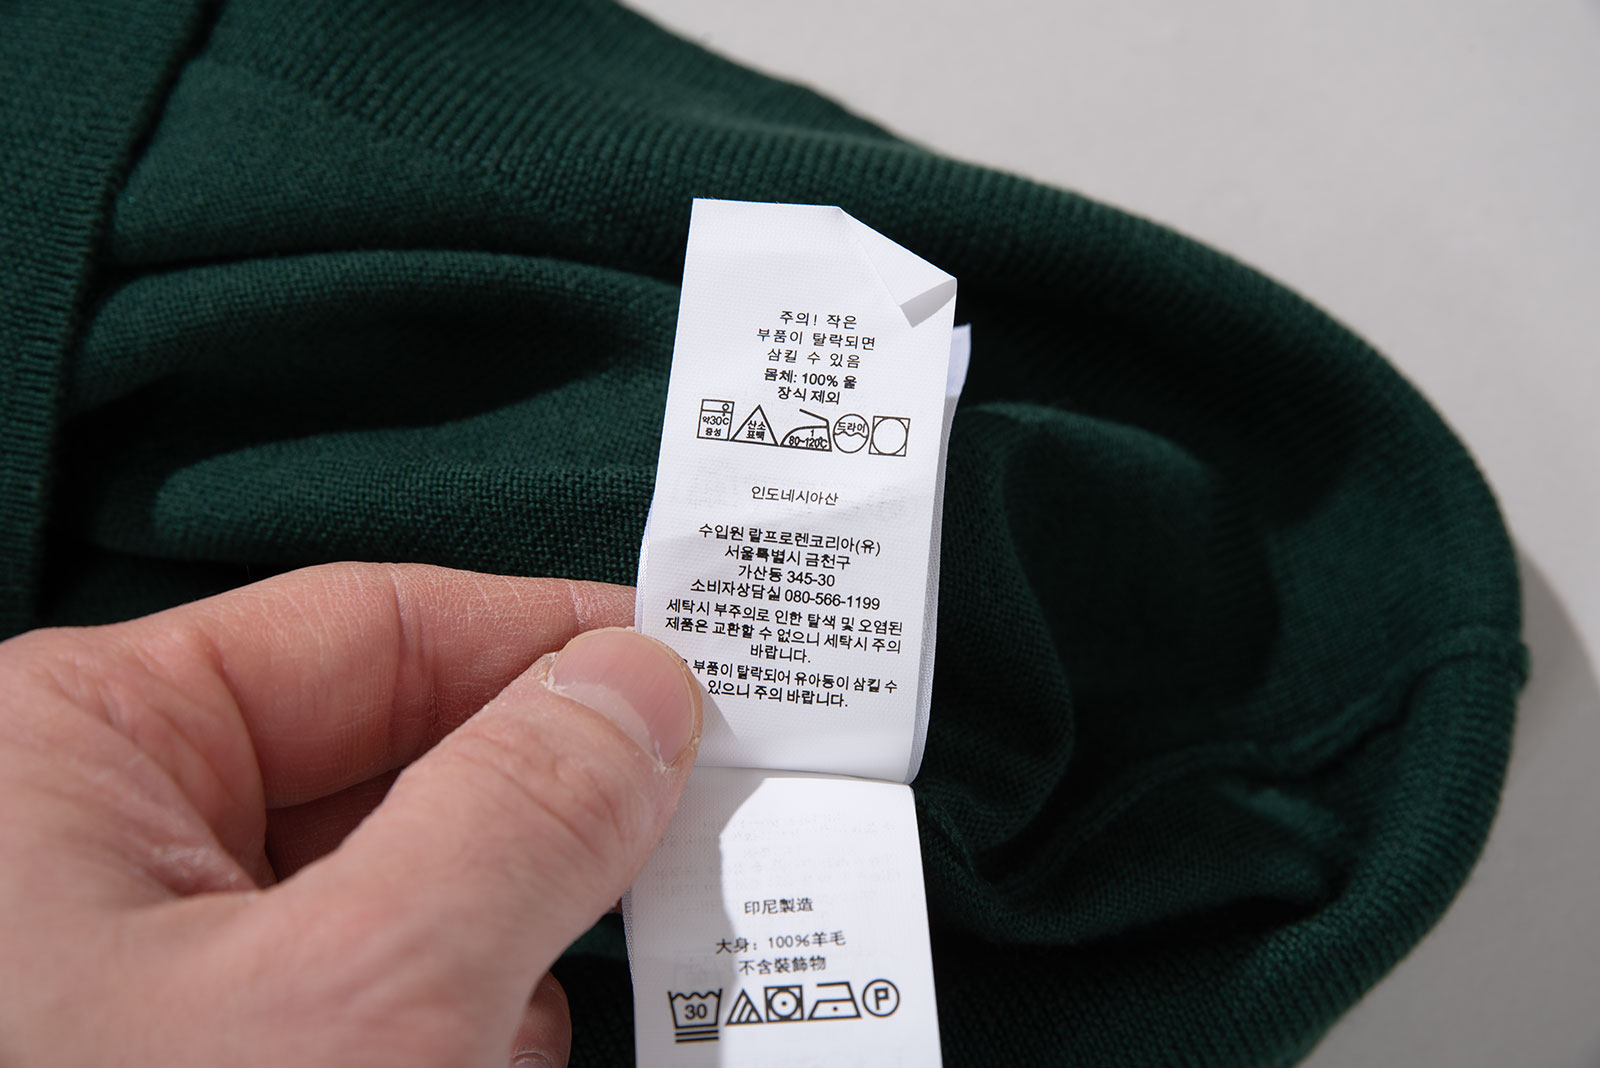 주의! 작은
부품이 탈락되면
삼킬 수 있음
몸체: 100% 울
장식 제외
약30℃
중성
산소
표백
1
80~120℃
드라이
인도네시아산
수입원 랄프로렌코리아(유)
서울특별시 금천구
가산동 345-30
소비자상담실 080-566-1199
세탁시 부주의로 인한 탈색 및 오염된
제품은 교환할 수 없으니 세탁시 주의
바랍니다.
부품이 탈락되어 유아동이 삼킬 수
있으니 주의 바랍니다.
印尼製造
大身：100%羊毛
不含裝飾物
30
P